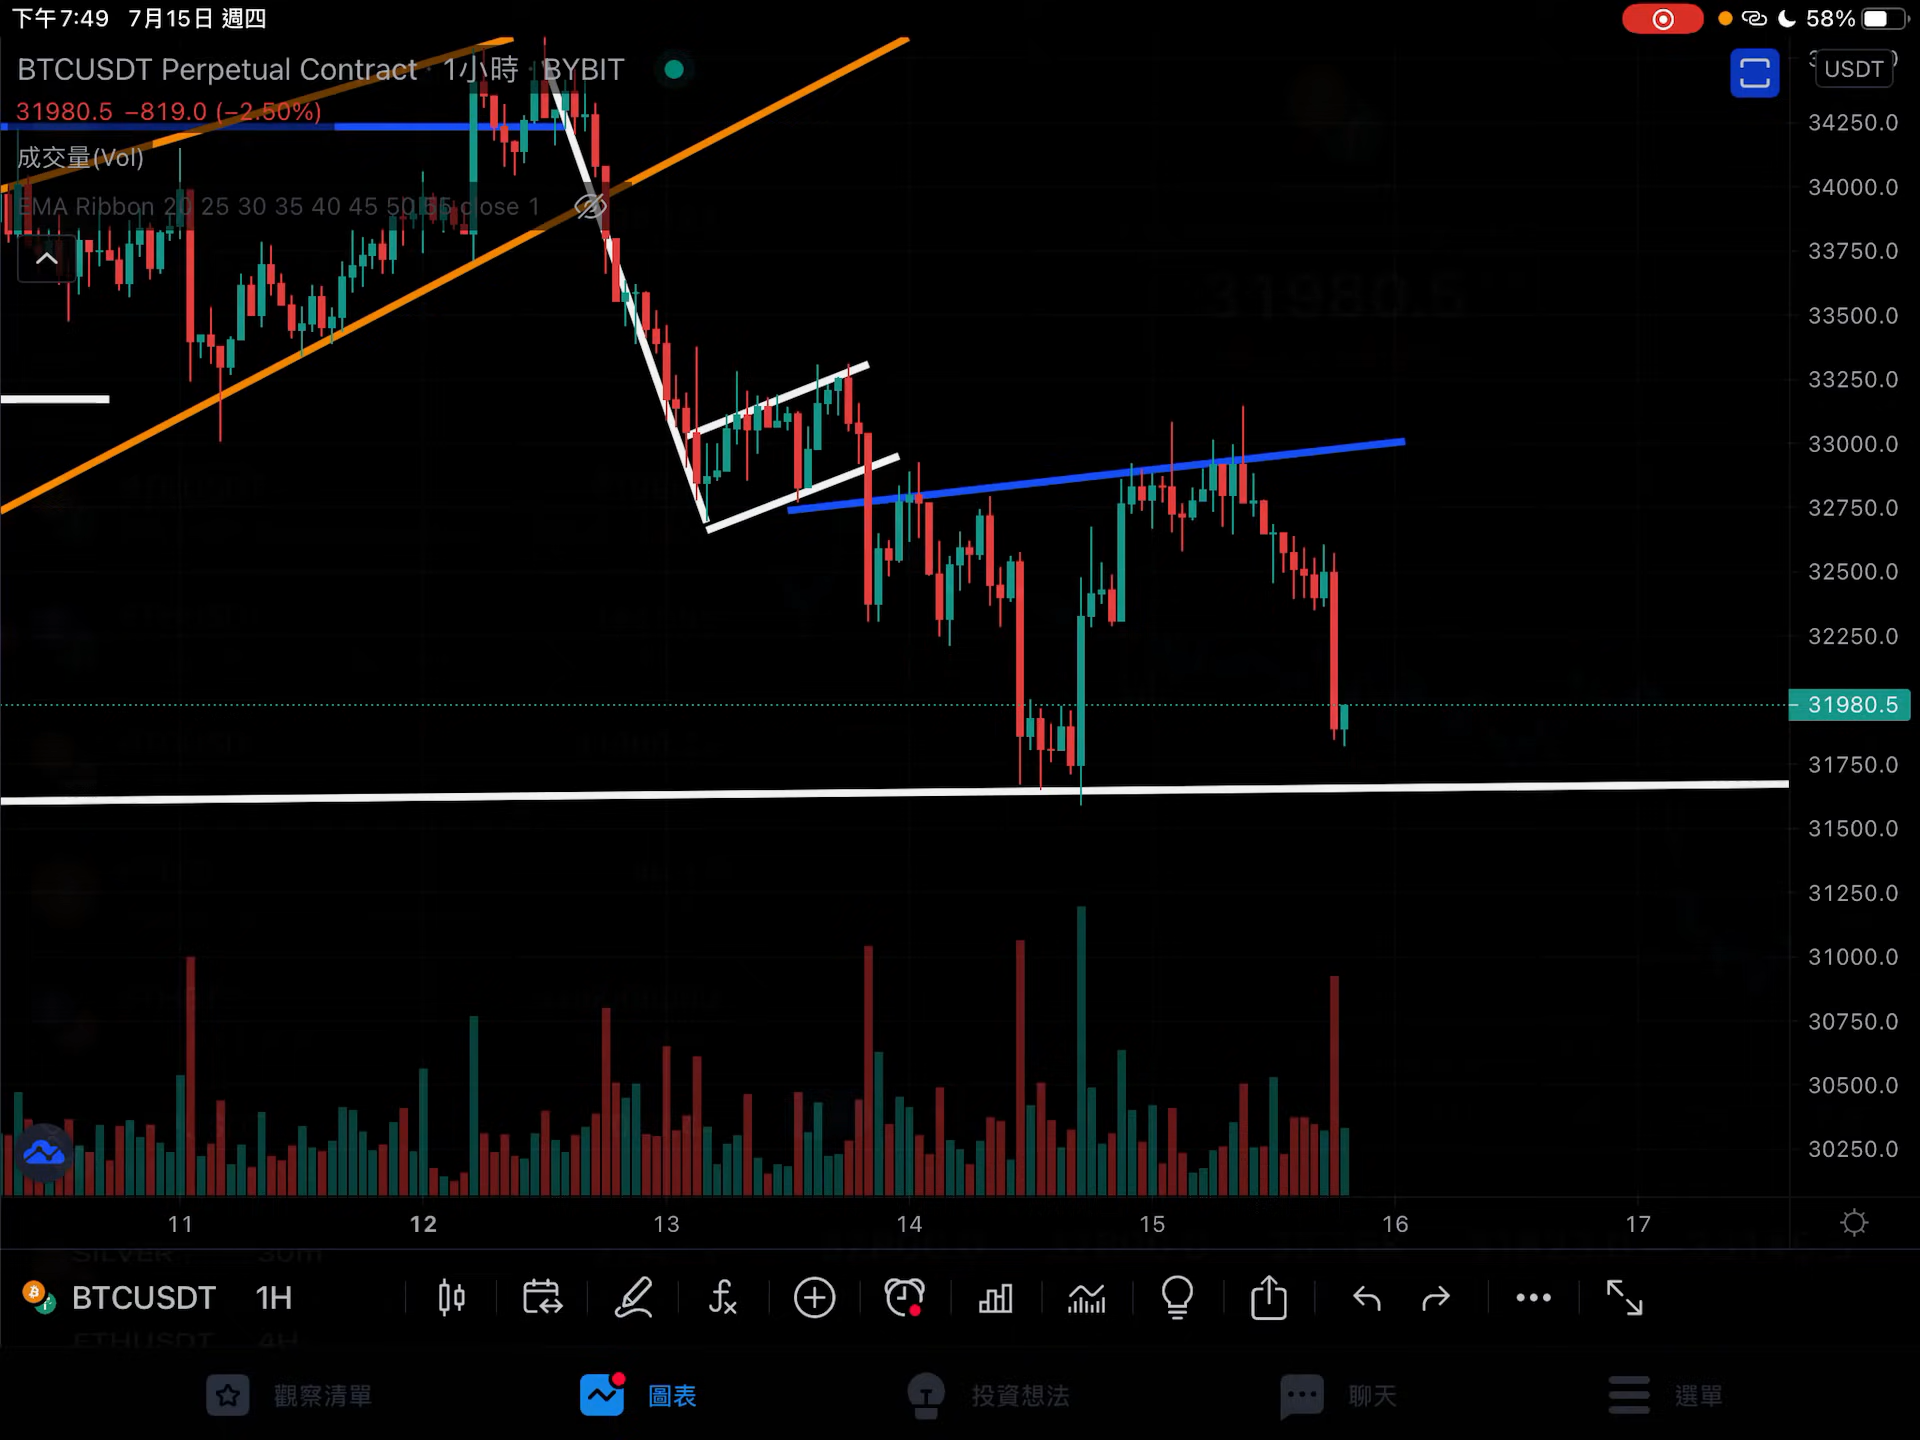 下午7:49 7月15日 週四
58%
BTCUSDT Perpetual Contract · 1小時 · BYBIT
USDT
31980.5 −819.0 (−2.50%)
成交量(Vol)
EMA Ribbon 20 25 30 35 40 45 50 55 close 1
34250.0
34000.0
33750.0
33500.0
33250.0
33000.0
32750.0
32500.0
32250.0
31980.5
31750.0
31500.0
31250.0
31000.0
30750.0
30500.0
30250.0
11 12 13 14 15 16 17
SILVER 30m
BTCUSDT 1H
ETHUSDT 4H
觀察清單 圖表 投資想法 聊天 選單